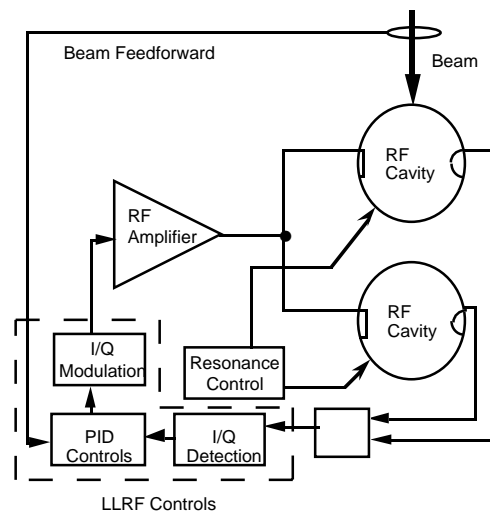 Beam Feedforward
Beam
RF
Cavity
RF
Amplifier
RF
Cavity
I/Q
Modulation
Resonance
Control
PID
Controls
I/Q
Detection
LLRF Controls